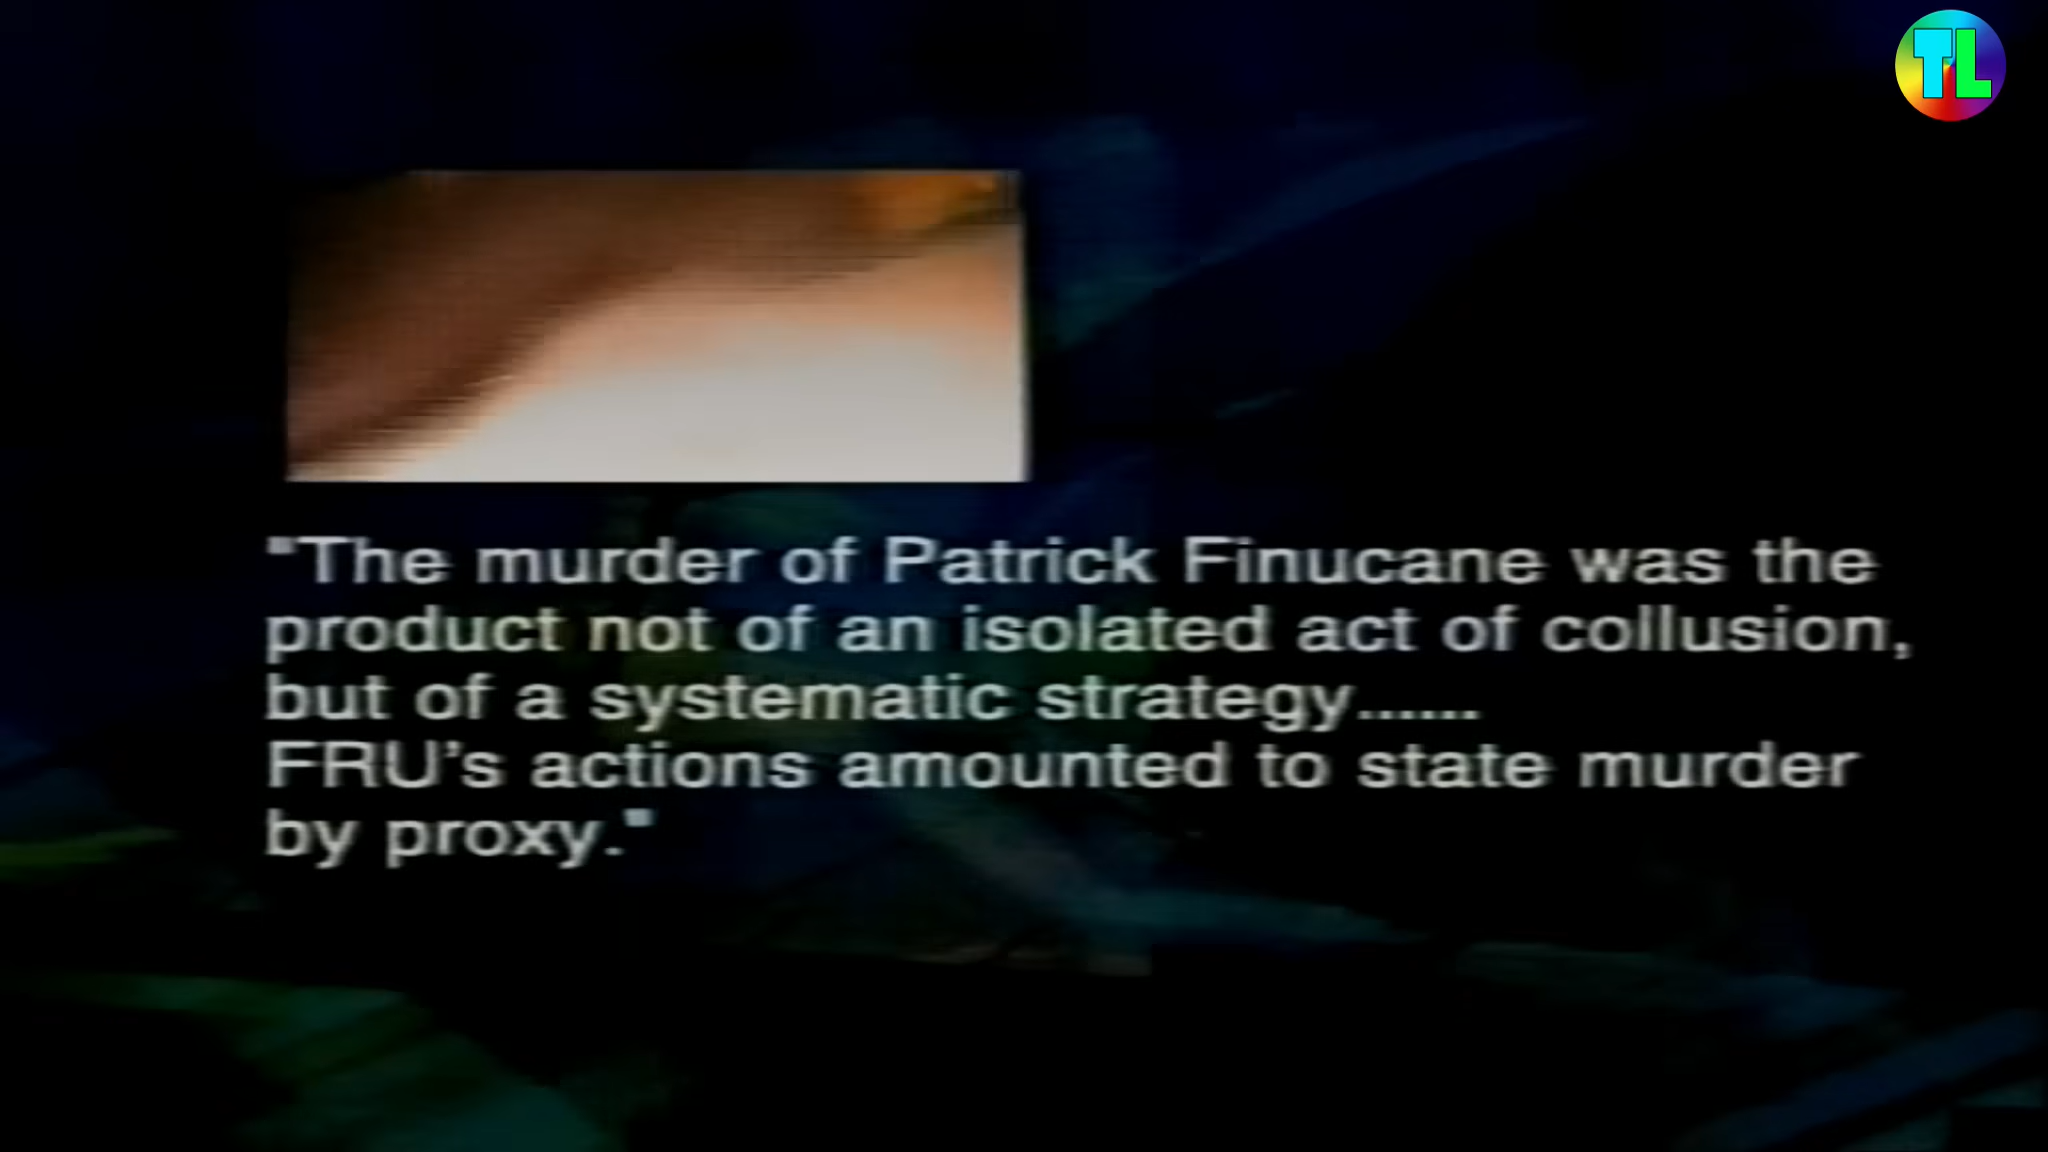 TL
"The murder of Patrick Finucane was the
product not of an isolated act of collusion,
but of a systematic strategy......
FRU's actions amounted to state murder
by proxy."